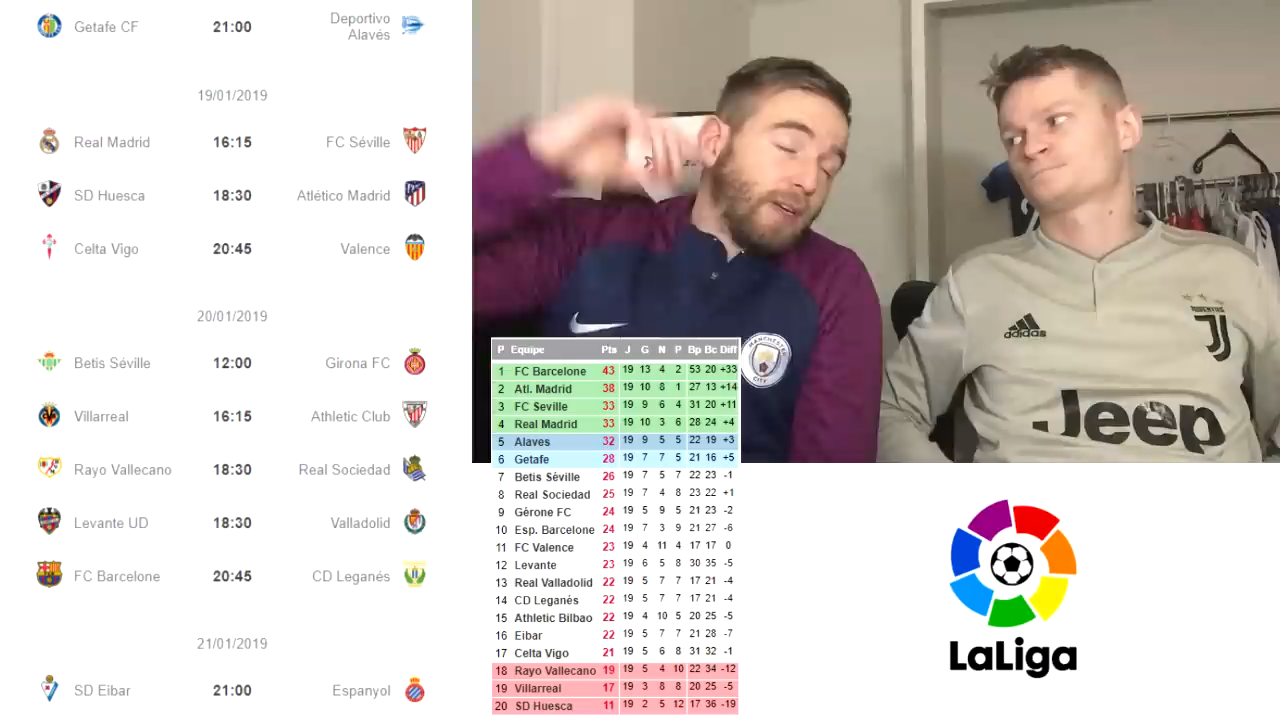 Getafe CF 21:00 Deportivo
Alavés
19/01/2019
Real Madrid 16:15 FC Séville
SD Huesca 18:30 Atlético Madrid
Celta Vigo 20:45 Valence
20/01/2019
Betis Séville 12:00 Girona FC
Villarreal 16:15 Athletic Club
Rayo Vallecano 18:30 Real Sociedad
Levante UD 18:30 Valladolid
FC Barcelone 20:45 CD Leganés
21/01/2019
SD Eibar 21:00 Espanyol
MANCHESTER
CITY
adidas
JUVENTUS
Jeep
P Equipe Pts J G N P Bp Bc Diff
1 FC Barcelone 43 19 13 4 2 53 20 +33
2 Atl. Madrid 38 19 10 8 1 27 13 +14
3 FC Seville 33 19 9 6 4 31 20 +11
4 Real Madrid 33 19 10 3 6 28 24 +4
5 Alaves 32 19 9 5 5 22 19 +3
6 Getafe 28 19 7 7 5 21 16 +5
7 Betis Séville 26 19 7 5 7 22 23 -1
8 Real Sociedad 25 19 7 4 8 23 22 +1
9 Gérone FC 24 19 5 9 5 21 23 -2
10 Esp. Barcelone 24 19 7 3 9 21 27 -6
11 FC Valence 23 19 4 11 4 17 17 0
12 Levante 23 19 6 5 8 30 35 -5
13 Real Valladolid 22 19 5 7 7 17 21 -4
14 CD Leganés 22 19 5 7 7 17 21 -4
15 Athletic Bilbao 22 19 4 10 5 20 25 -5
16 Eibar 22 19 5 7 7 21 28 -7
17 Celta Vigo 21 19 5 6 8 31 32 -1
18 Rayo Vallecano 19 19 5 4 10 22 34 -12
19 Villarreal 17 19 3 8 8 20 25 -5
20 SD Huesca 11 19 2 5 12 17 36 -19
LaLiga